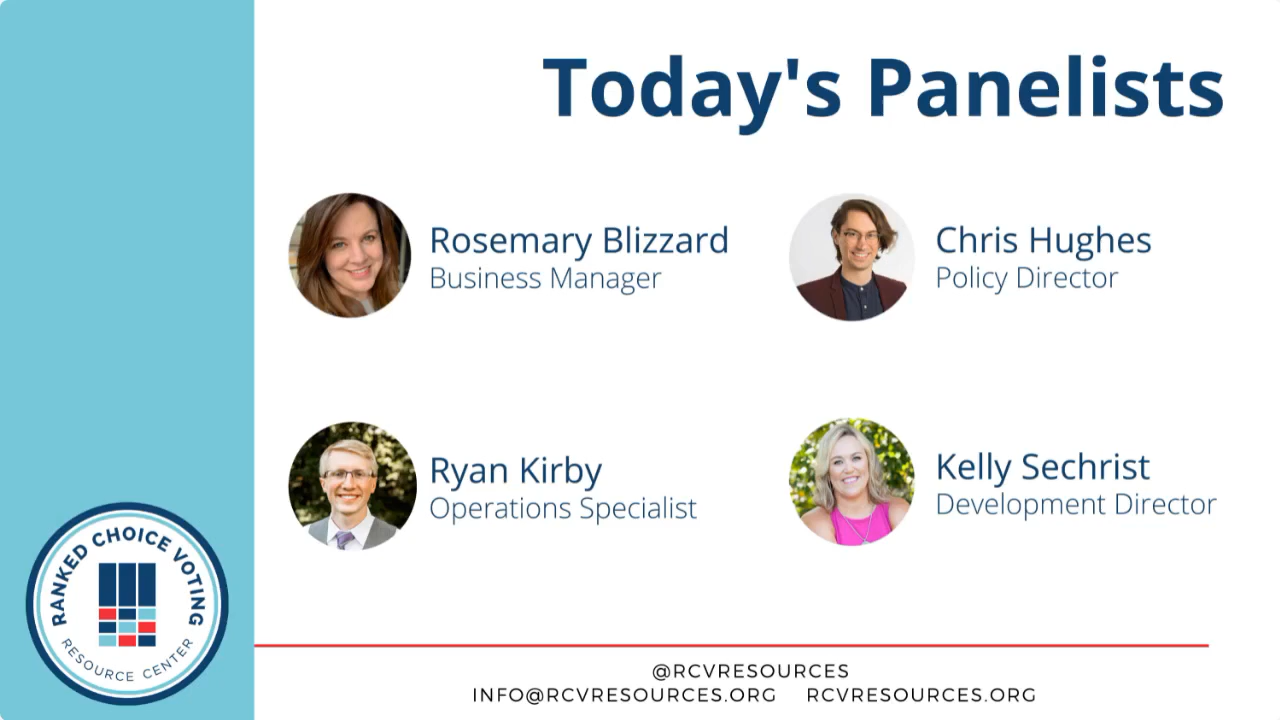 Today's Panelists
Rosemary Blizzard
Business Manager
Chris Hughes
Policy Director
Ryan Kirby
Operations Specialist
Kelly Sechrist
Development Director
RANKED CHOICE VOTING
RESOURCE CENTER
@RCVRESOURCES
INFO@RCVRESOURCES.ORG RCVRESOURCES.ORG